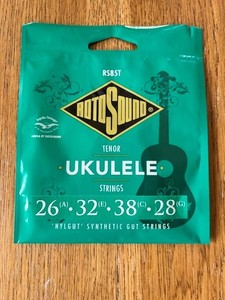 RS85T
ROTOSOUND
TENOR
UKULELE
STRINGS
26(A)·32(E)·38(C)·28(G)
'NYLGUT' SYNTHETIC GUT STRINGS